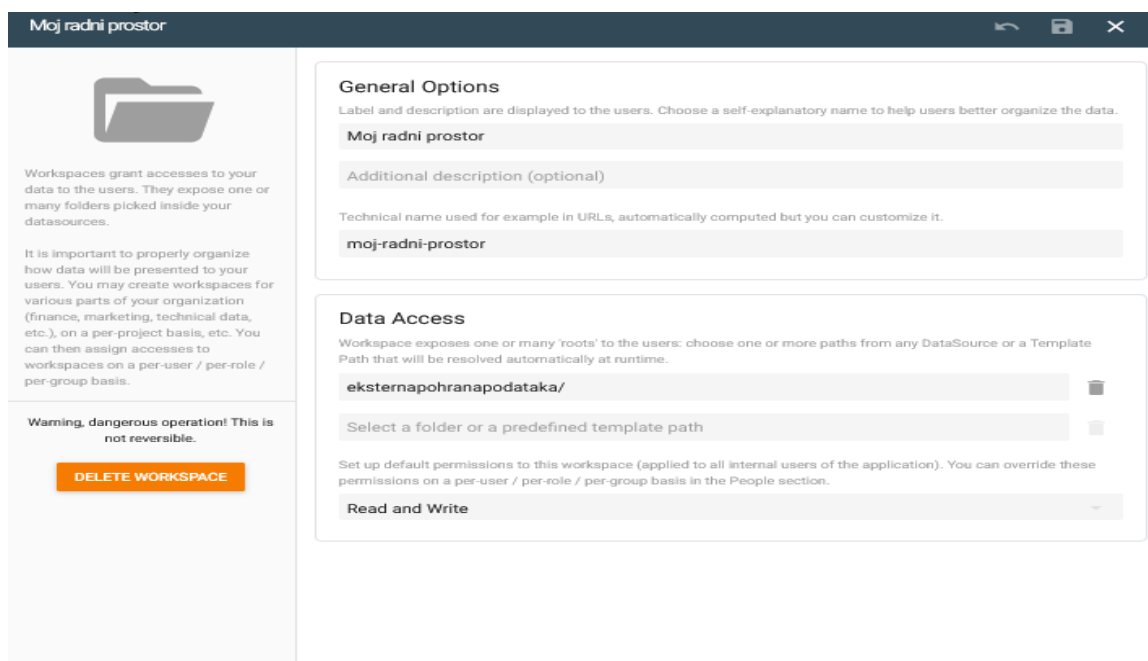 Moj radni prostor
Workspaces grant accesses to your
data to the users. They expose one or
many folders picked inside your
datasources.
It is important to properly organize
how data will be presented to your
users. You may create workspaces for
various parts of your organization
(finance, marketing, technical data,
etc.), on a per-project basis, etc. You
can then assign accesses to
workspaces on a per-user / per-role /
per-group basis.
Warning, dangerous operation! This is
not reversible.
DELETE WORKSPACE
General Options
Label and description are displayed to the users. Choose a self-explanatory name to help users better organize the data.
Moj radni prostor
Additional description (optional)
Technical name used for example in URLs, automatically computed but you can customize it.
moj-radni-prostor
Data Access
Workspace exposes one or many 'roots' to the users: choose one or more paths from any DataSource or a Template
Path that will be resolved automatically at runtime.
eksternapohranapodataka/
Select a folder or a predefined template path
Set up default permissions to this workspace (applied to all internal users of the application). You can override these
permissions on a per-user / per-role / per-group basis in the People section.
Read and Write